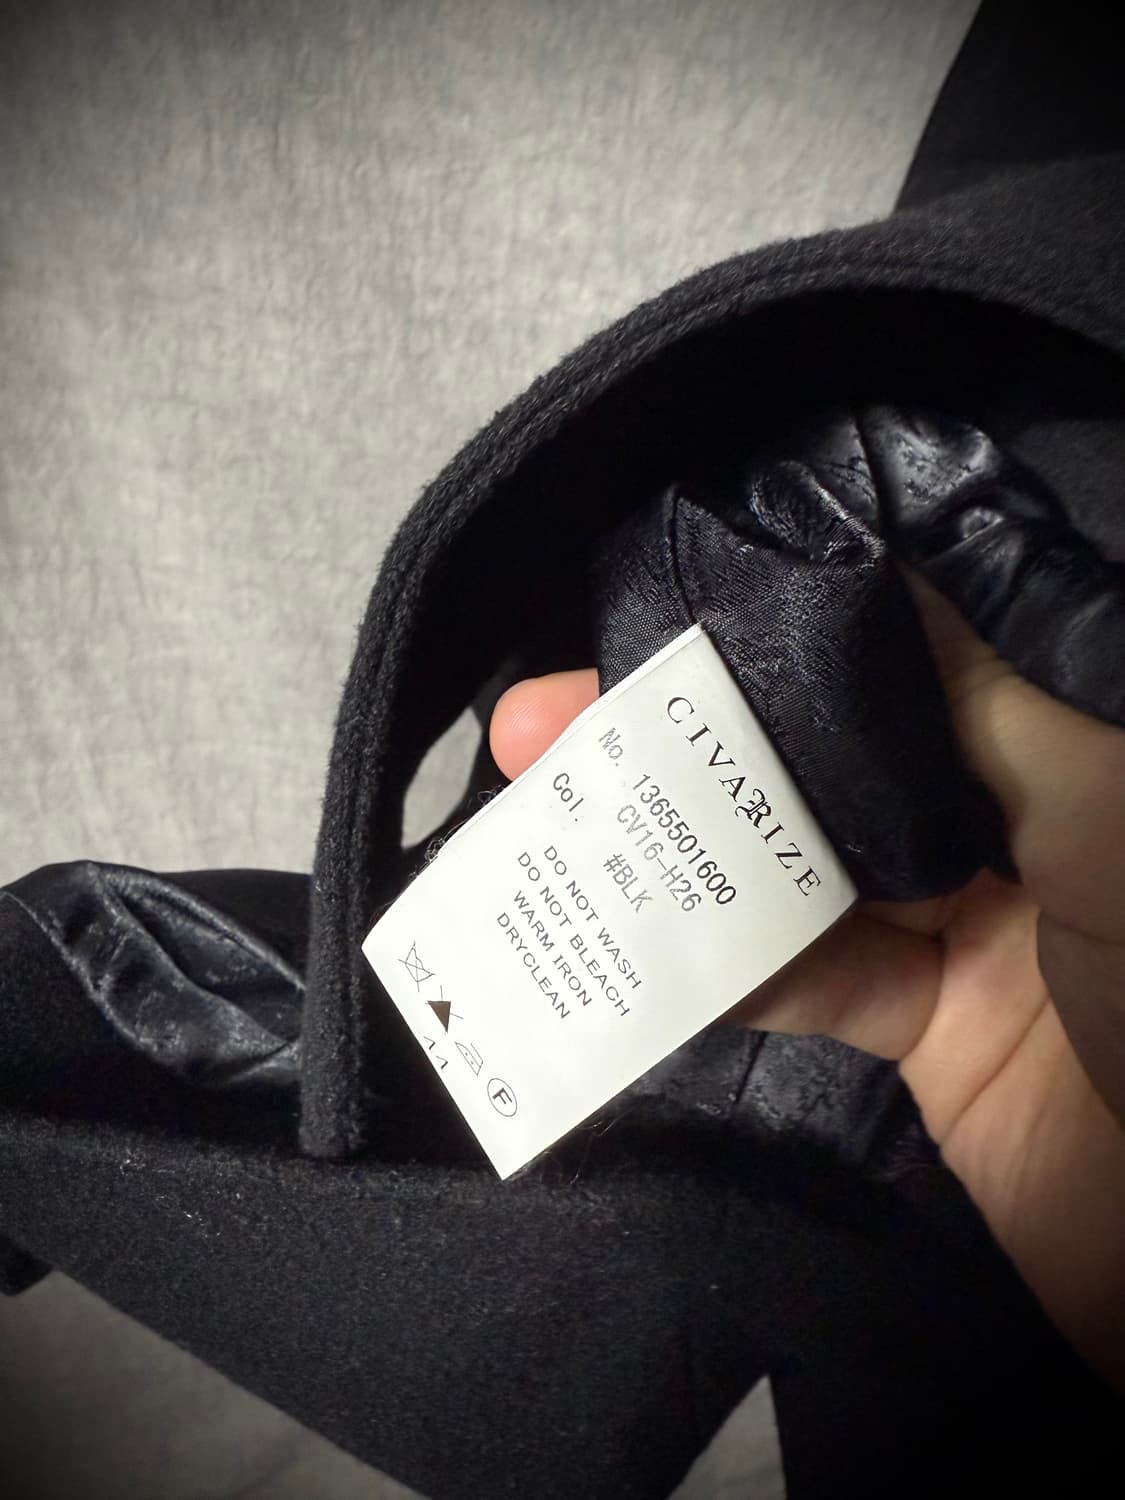 CIVARIZE
No. 1365501600
CV16-H26
Col. #BLK
DO NOT WASH
DO NOT BLEACH
WARM IRON
DRYCLEAN
F